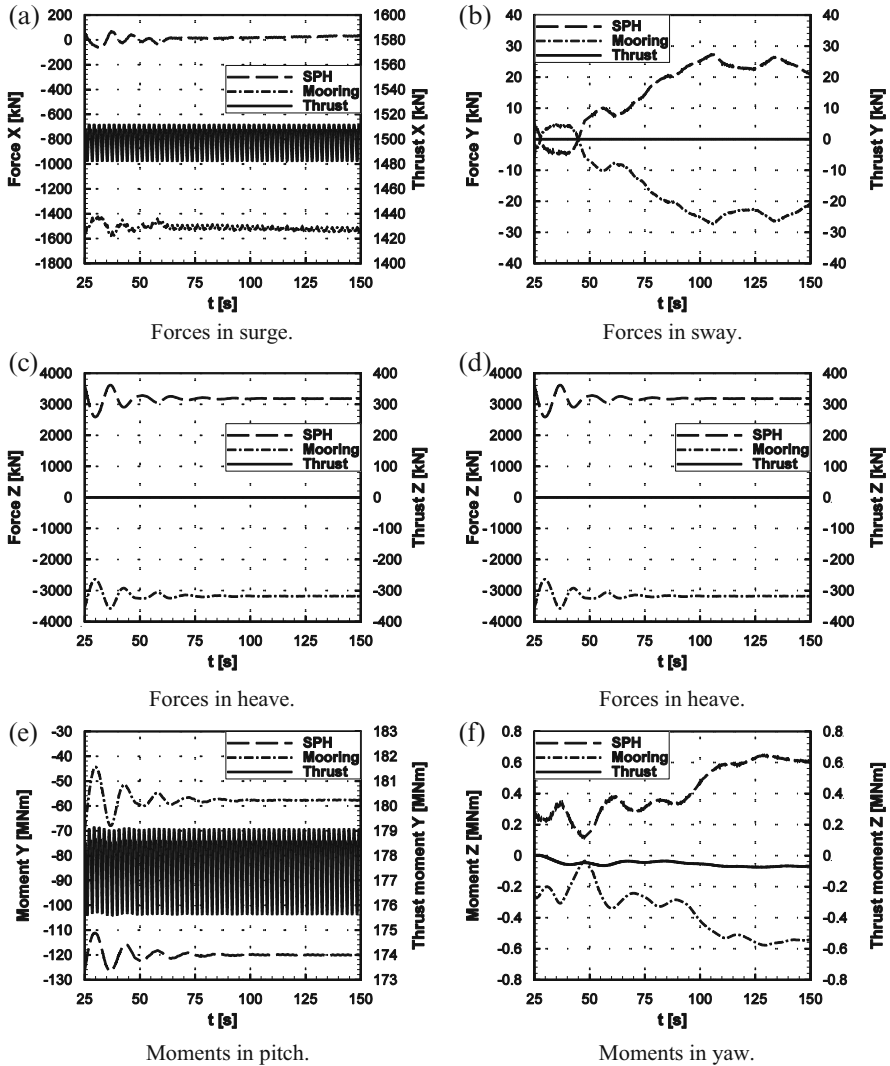 (a)
200
0
-200
-400
-600
-800
-1000
-1200
-1400
-1600
-1800
Force X [kN]
SPH
Mooring
Thrust
1600
1580
1560
1540
1520
1500
1480
1460
1440
1420
1400
Thrust X [kN]
25 50 75 100 125 150
t [s]
Forces in surge.
(b)
40
30
20
10
0
-10
-20
-30
-40
Force Y [kN]
SPH
Mooring
Thrust
40
30
20
10
0
-10
-20
-30
-40
Thrust Y [kN]
25 50 75 100 125 150
t [s]
Forces in sway.
(c)
4000
3000
2000
1000
0
-1000
-2000
-3000
-4000
Force Z [kN]
SPH
Mooring
Thrust
400
300
200
100
0
-100
-200
-300
-400
Thrust Z [kN]
25 50 75 100 125 150
t [s]
Forces in heave.
(d)
4000
3000
2000
1000
0
-1000
-2000
-3000
-4000
Force Z [kN]
SPH
Mooring
Thrust
400
300
200
100
0
-100
-200
-300
-400
Thrust Z [kN]
25 50 75 100 125 150
t [s]
Forces in heave.
(e)
-30
-40
-50
-60
-70
-80
-90
-100
-110
-120
-130
Moment Y [MNm]
SPH
Mooring
Thrust
183
182
181
180
179
178
177
176
175
174
173
Thrust moment Y [MNm]
25 50 75 100 125 150
t [s]
Moments in pitch.
(f)
0.8
0.6
0.4
0.2
0
-0.2
-0.4
-0.6
-0.8
Moment Z [MNm]
SPH
Mooring
Thrust
0.8
0.6
0.4
0.2
0
-0.2
-0.4
-0.6
-0.8
Thrust moment Z [MNm]
25 50 75 100 125 150
t [s]
Moments in yaw.